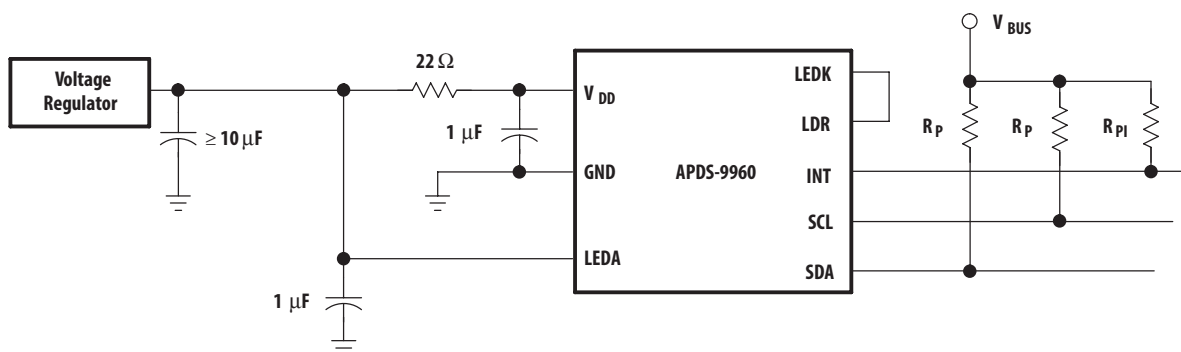 Voltage
Regulator
≥ 10 µF
22 Ω
1 µF
1 µF
V DD
GND
LEDA
APDS-9960
LEDK
LDR
INT
SCL
SDA
V BUS
R P
R P
R PI